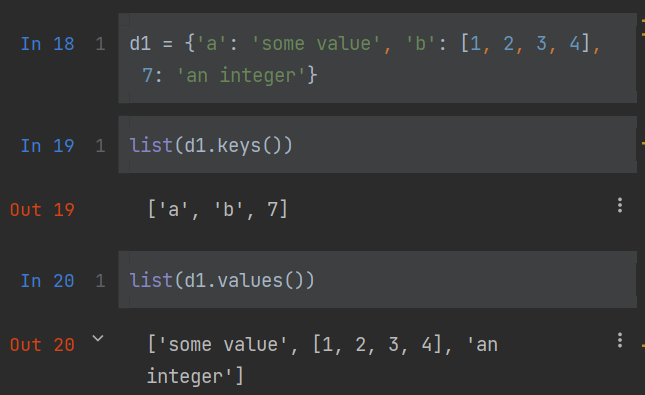 In 18 1 d1 = {'a': 'some value', 'b': [1, 2, 3, 4],
7: 'an integer'}
In 19 1 list(d1.keys())
Out 19 ['a', 'b', 7]
In 20 1 list(d1.values())
Out 20 ['some value', [1, 2, 3, 4], 'an
integer']